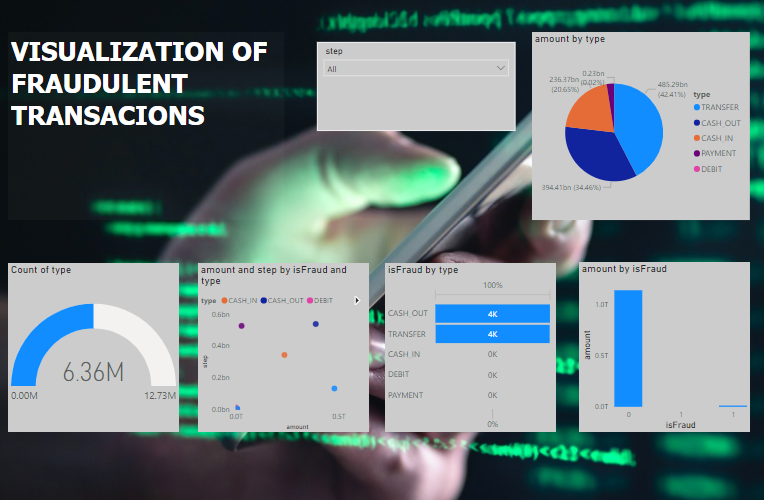 VISUALIZATION OF
FRAUDULENT
TRANSACIONS
step
All
amount by type
0.23bn
(0.02%)
236.37bn
(20.65%)
485.29bn
(42.41%)
394.41bn (34.46%)
type
TRANSFER
CASH_OUT
CASH_IN
PAYMENT
DEBIT
Count of type
6.36M
0.00M
12.73M
amount and step by isFraud and
type
type CASH_IN CASH_OUT DEBIT
0.6bn
0.4bn
0.2bn
0.0bn
step
0.0T
0.5T
amount
isFraud by type
100%
CASH_OUT 4K
TRANSFER 4K
CASH_IN 0K
DEBIT 0K
PAYMENT 0K
0%
amount by isFraud
1.0T
0.5T
0.0T
amount
0 1 1
isFraud